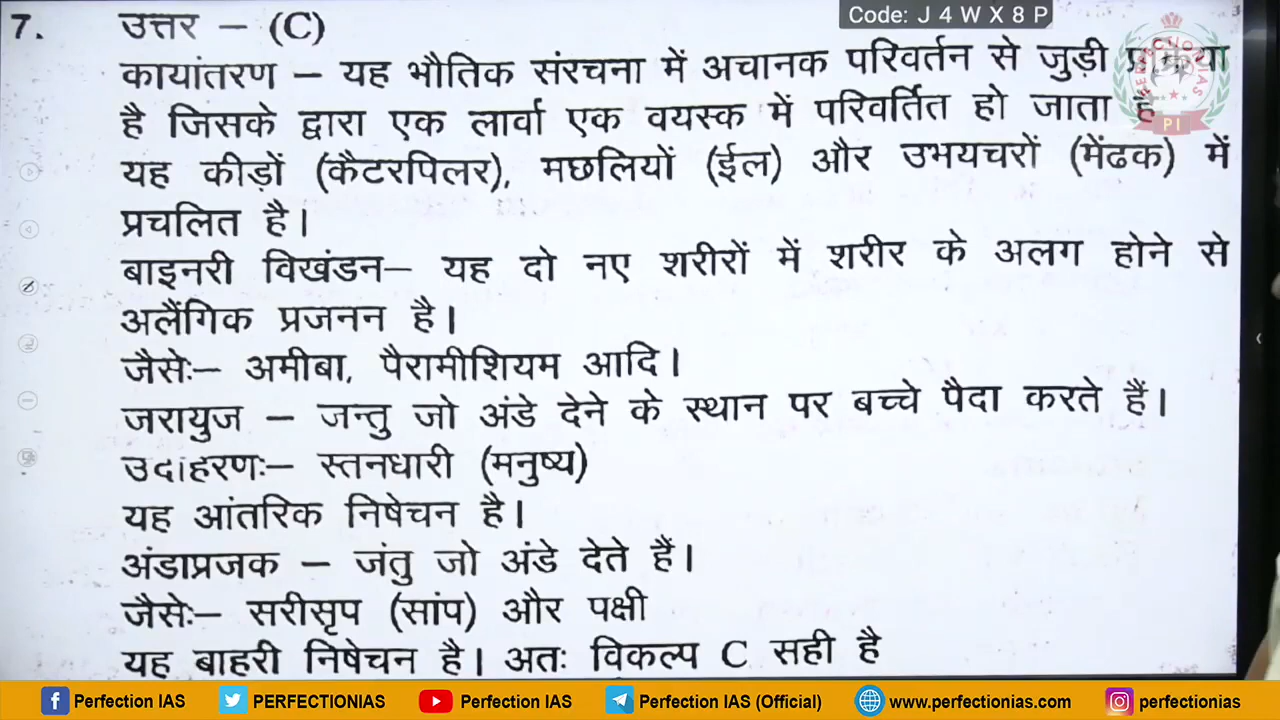 Code: J 4 W X 8 P
7. उत्तर – (C)
कायांतरण – यह भौतिक संरचना में अचानक परिवर्तन से जुड़ी प्रक्रिया
है जिसके द्वारा एक लार्वा एक वयस्क में परिवर्तित हो जाता है
यह कीड़ों (कैटरपिलर), मछलियों (ईल) और उभयचरों (मेंढक) में
प्रचलित है।
बाइनरी विखंडन– यह दो नए शरीरों में शरीर के अलग होने से
अलैंगिक प्रजनन है।
जैसेः– अमीबा, पैरामीशियम आदि।
जरायुज – जन्तु जो अंडे देने के स्थान पर बच्चे पैदा करते हैं।
उदाहरणः– स्तनधारी (मनुष्य)
यह आंतरिक निषेचन है।
अंडाप्रजक – जंतु जो अंडे देते हैं।
जैसेः– सरीसृप (सांप) और पक्षी
यह बाहरी निषेचन है। अतः विकल्प C सही है
PERFECTIONIAS
PI
Perfection IAS PERFECTIONIAS Perfection IAS Perfection IAS (Official) www.perfectionias.com perfectionias